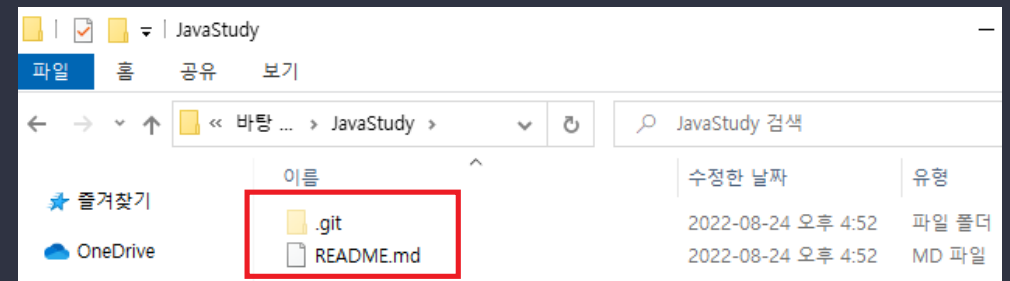 JavaStudy
파일 홈 공유 보기
« 바탕 ... › JavaStudy › JavaStudy 검색
이름 수정한 날짜 유형
즐겨찾기
.git 2022-08-24 오후 4:52 파일 폴더
OneDrive README.md 2022-08-24 오후 4:52 MD 파일